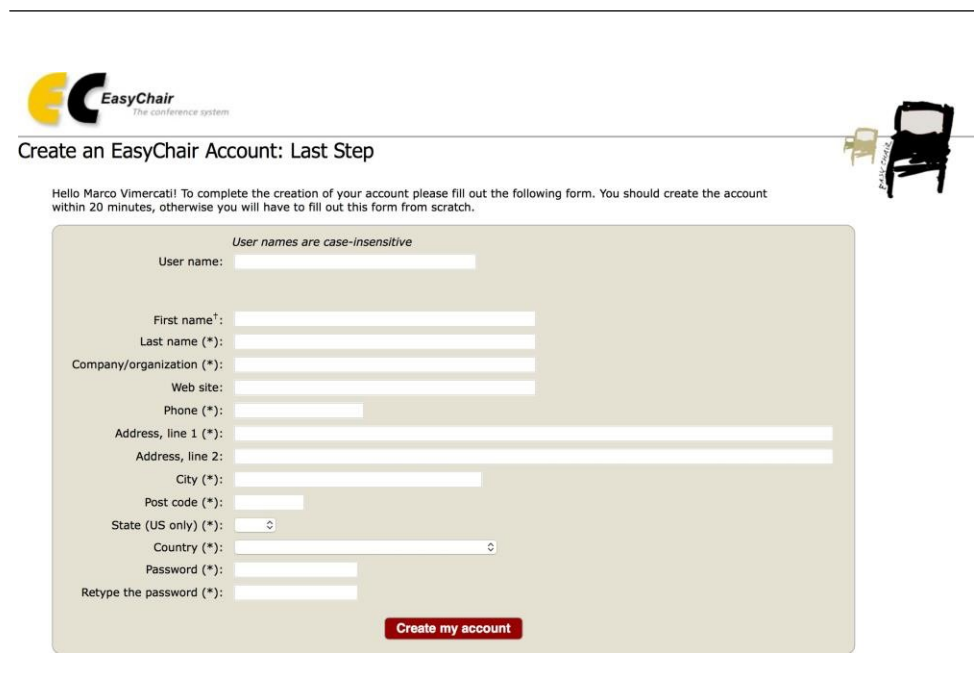 EC EasyChair
The conference system
EASY CHAIR
Create an EasyChair Account: Last Step
Hello Marco Vimercati! To complete the creation of your account please fill out the following form. You should create the account
within 20 minutes, otherwise you will have to fill out this form from scratch.
User names are case-insensitive
User name:
First name†:
Last name (*):
Company/organization (*):
Web site:
Phone (*):
Address, line 1 (*):
Address, line 2:
City (*):
Post code (*):
State (US only) (*):
Country (*):
Password (*):
Retype the password (*):
Create my account